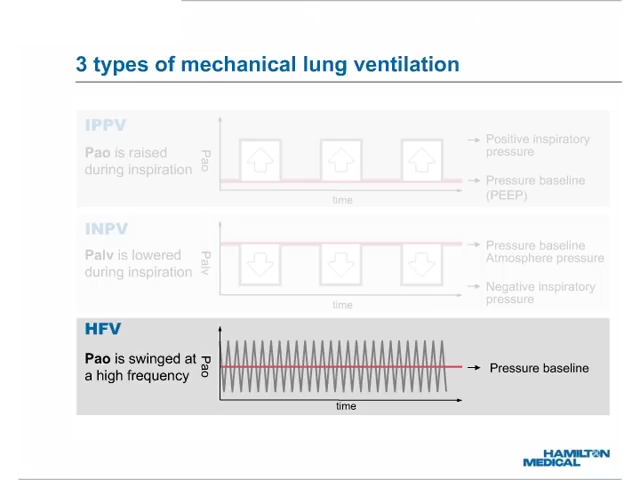 3 types of mechanical lung ventilation
IPPV
Pao is raised
during inspiration
Pao
time
Positive inspiratory
pressure
Pressure baseline
(PEEP)
INPV
Palv is lowered
during inspiration
Palv
time
Pressure baseline
Atmosphere pressure
Negative inspiratory
pressure
HFV
Pao is swinged at
a high frequency
Pao
time
Pressure baseline
HAMILTON
MEDICAL